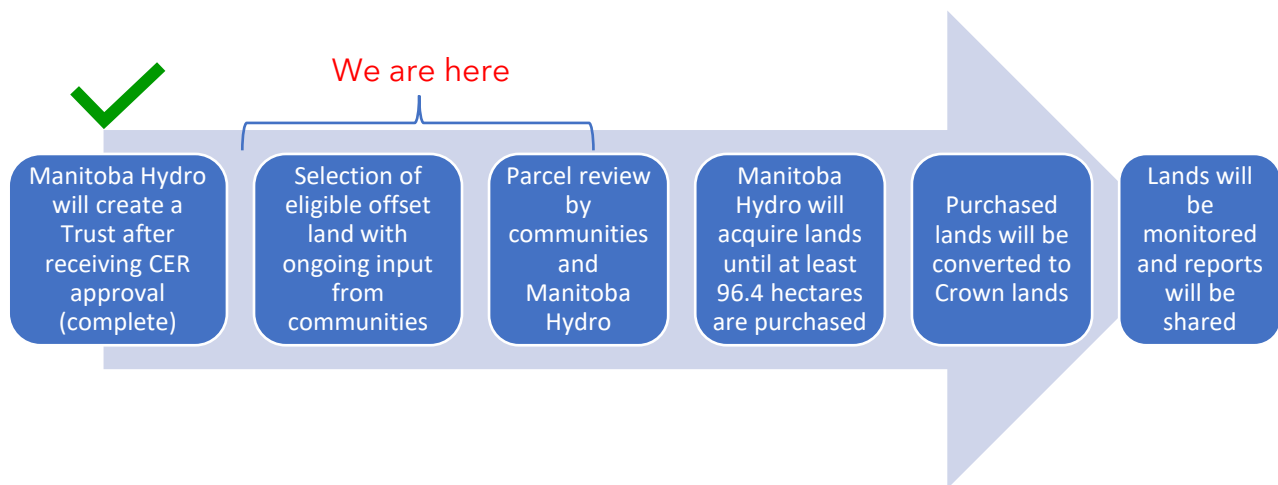 We are here
Manitoba Hydro
will create a
Trust after
receiving CER
approval
(complete)
Selection of
eligible offset
land with
ongoing input
from
communities
Parcel review
by
communities
and
Manitoba
Hydro
Manitoba
Hydro will
acquire lands
until at least
96.4 hectares
are purchased
Purchased
lands will be
converted to
Crown lands
Lands will
be
monitored
and reports
will be
shared